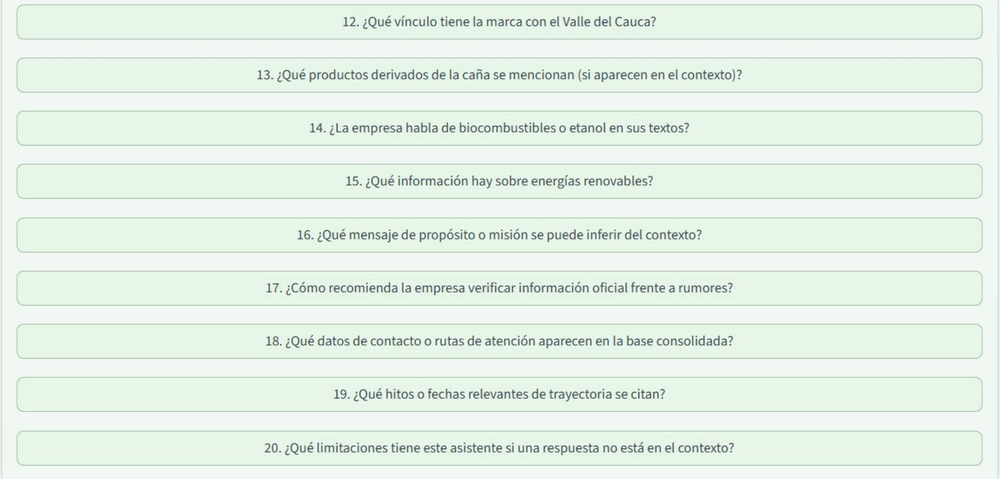 12. ¿Qué vínculo tiene la marca con el Valle del Cauca?
13. ¿Qué productos derivados de la caña se mencionan (si aparecen en el contexto)?
14. ¿La empresa habla de biocombustibles o etanol en sus textos?
15. ¿Qué información hay sobre energías renovables?
16. ¿Qué mensaje de propósito o misión se puede inferir del contexto?
17. ¿Cómo recomienda la empresa verificar información oficial frente a rumores?
18. ¿Qué datos de contacto o rutas de atención aparecen en la base consolidada?
19. ¿Qué hitos o fechas relevantes de trayectoria se citan?
20. ¿Qué limitaciones tiene este asistente si una respuesta no está en el contexto?